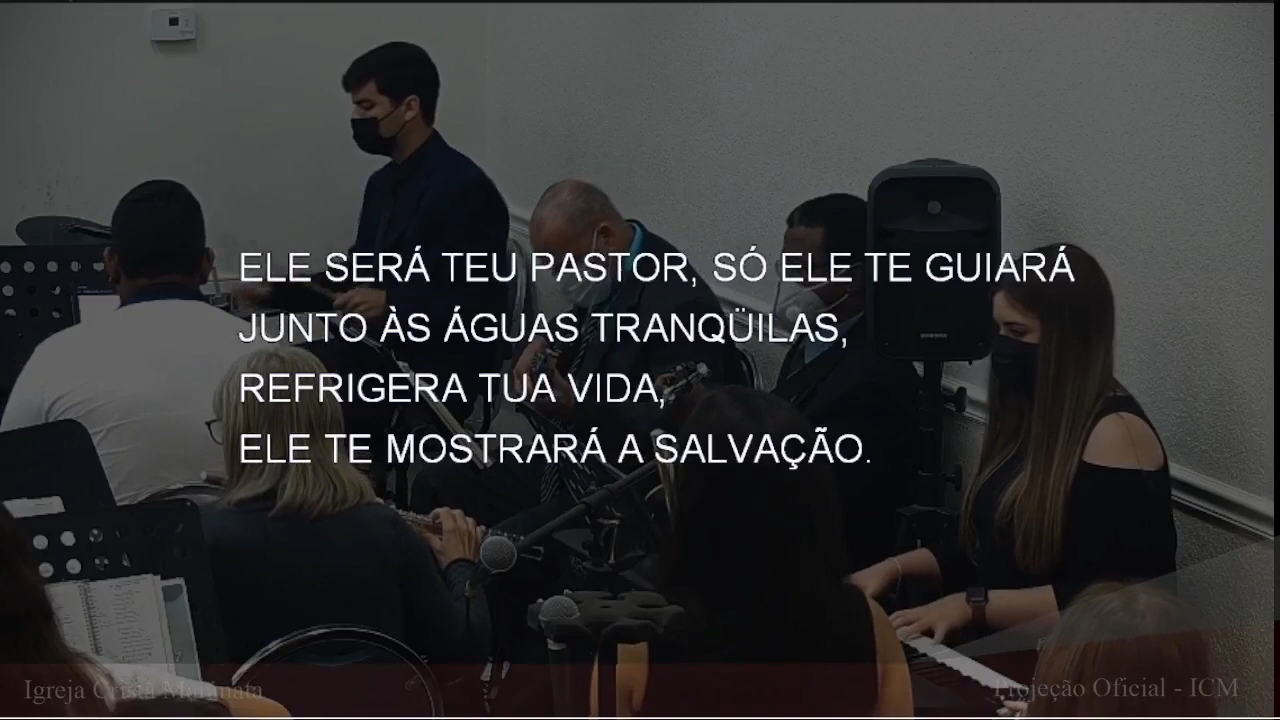 ELE SERÁ TEU PASTOR, SÓ ELE TE GUIARÁ
JUNTO ÀS ÁGUAS TRANQÜILAS,
REFRIGERA TUA VIDA,
ELE TE MOSTRARÁ A SALVAÇÃO.
Igreja Cristã Maranata
Projeção Oficial - ICM